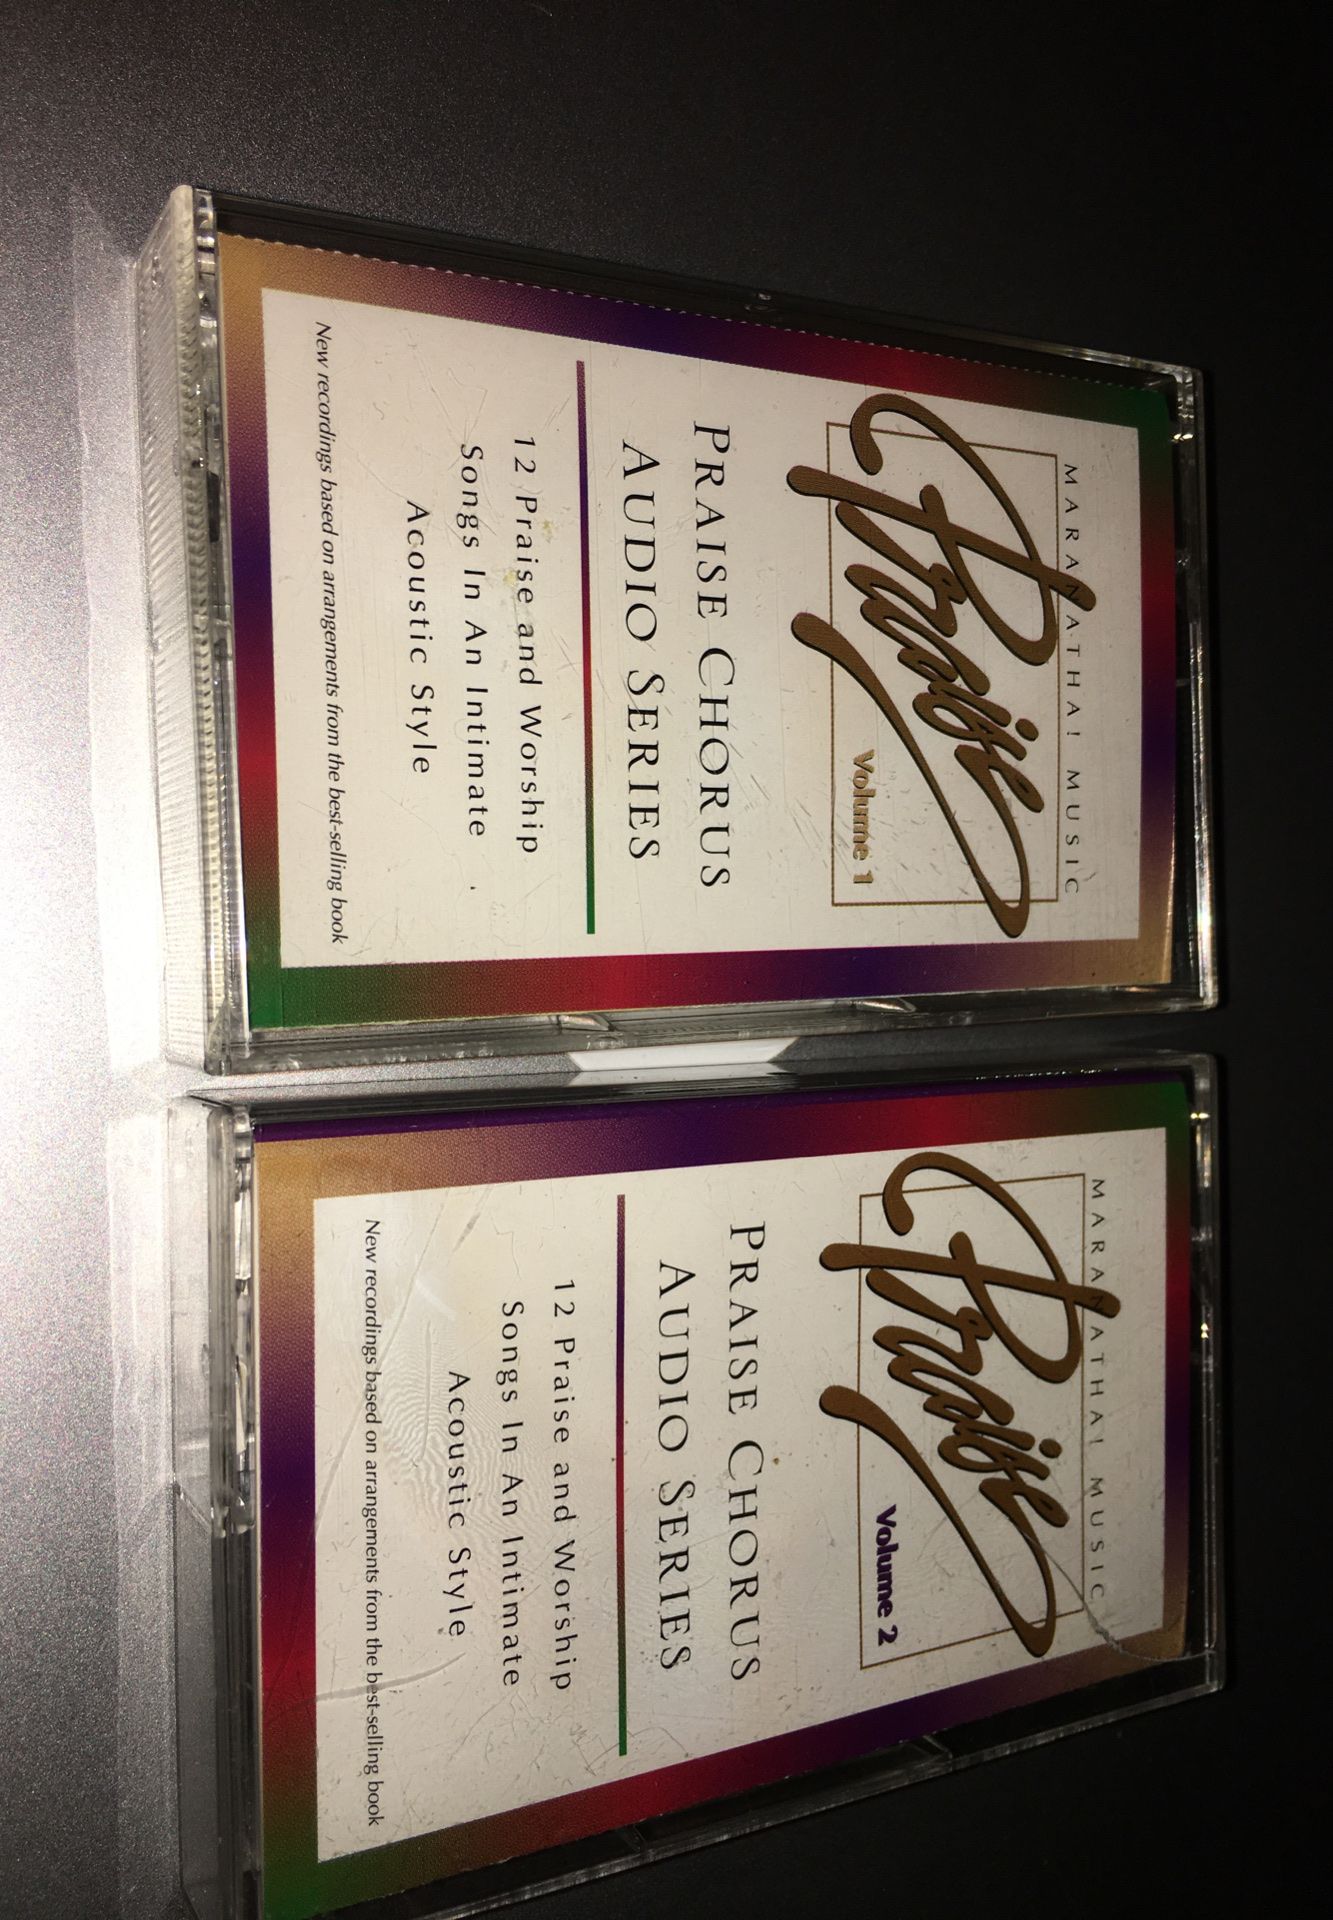 MARANATHA! MUSIC
Praise
Volume 1
PRAISE CHORUS
AUDIO SERIES
12 Praise and Worship
Songs In An Intimate
Acoustic Style
New recordings based on arrangements from the best-selling book
MARANATHA! MUSIC
Praise
Volume 2
PRAISE CHORUS
AUDIO SERIES
12 Praise and Worship
Songs In An Intimate
Acoustic Style
New recordings based on arrangements from the best-selling book